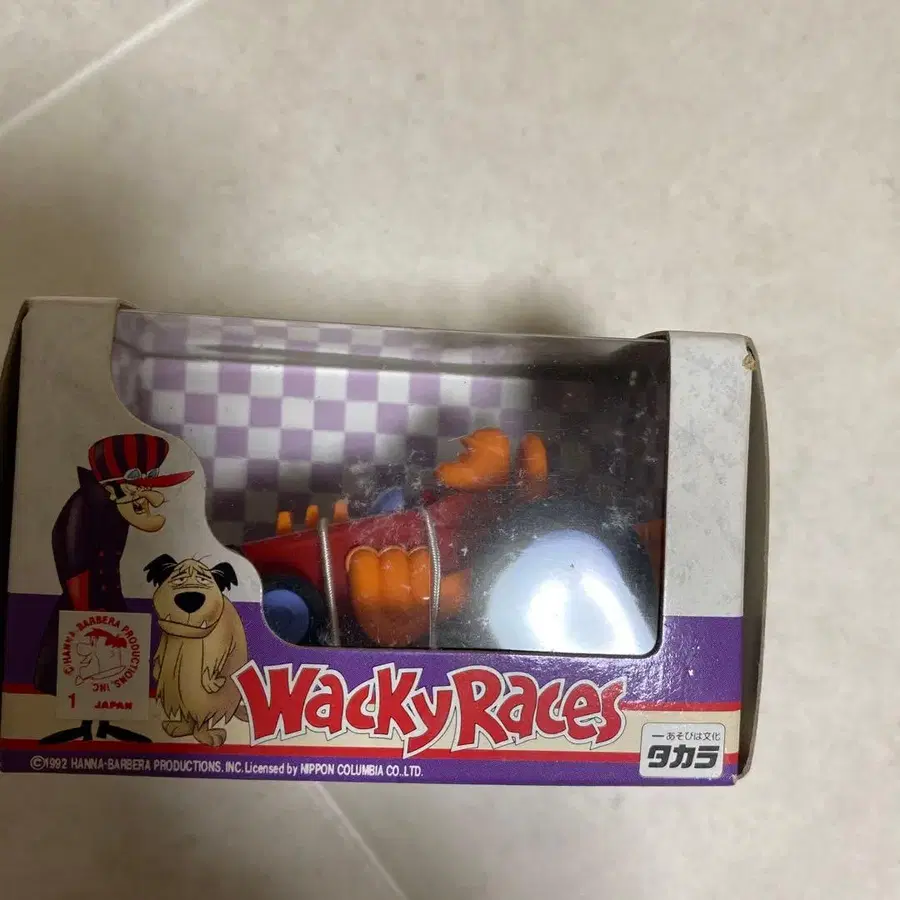 ©HANNA-BARBERA PRODUCTIONS, INC.
1 JAPAN
WACKY RACES
あそびは文化
タカラ
©1992 HANNA-BARBERA PRODUCTIONS. INC. Licensed by NIPPON COLUMBIA CO., LTD.